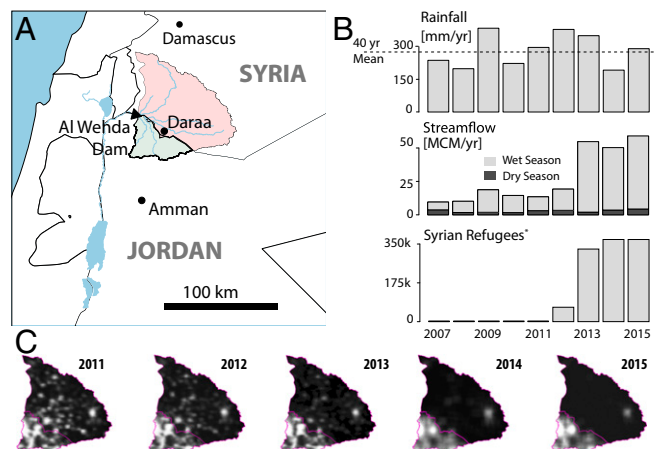 A
Damascus
SYRIA
Al Wehda
Dam
Daraa
Amman
JORDAN
100 km
B
Rainfall
[mm/yr]
40 yr
Mean
300
150
0
Streamflow
[MCM/yr]
50
25
0
Wet Season
Dry Season
Syrian Refugees*
350k
175k
0
2007 2009 2011 2013 2015
C
2011 2012 2013 2014 2015